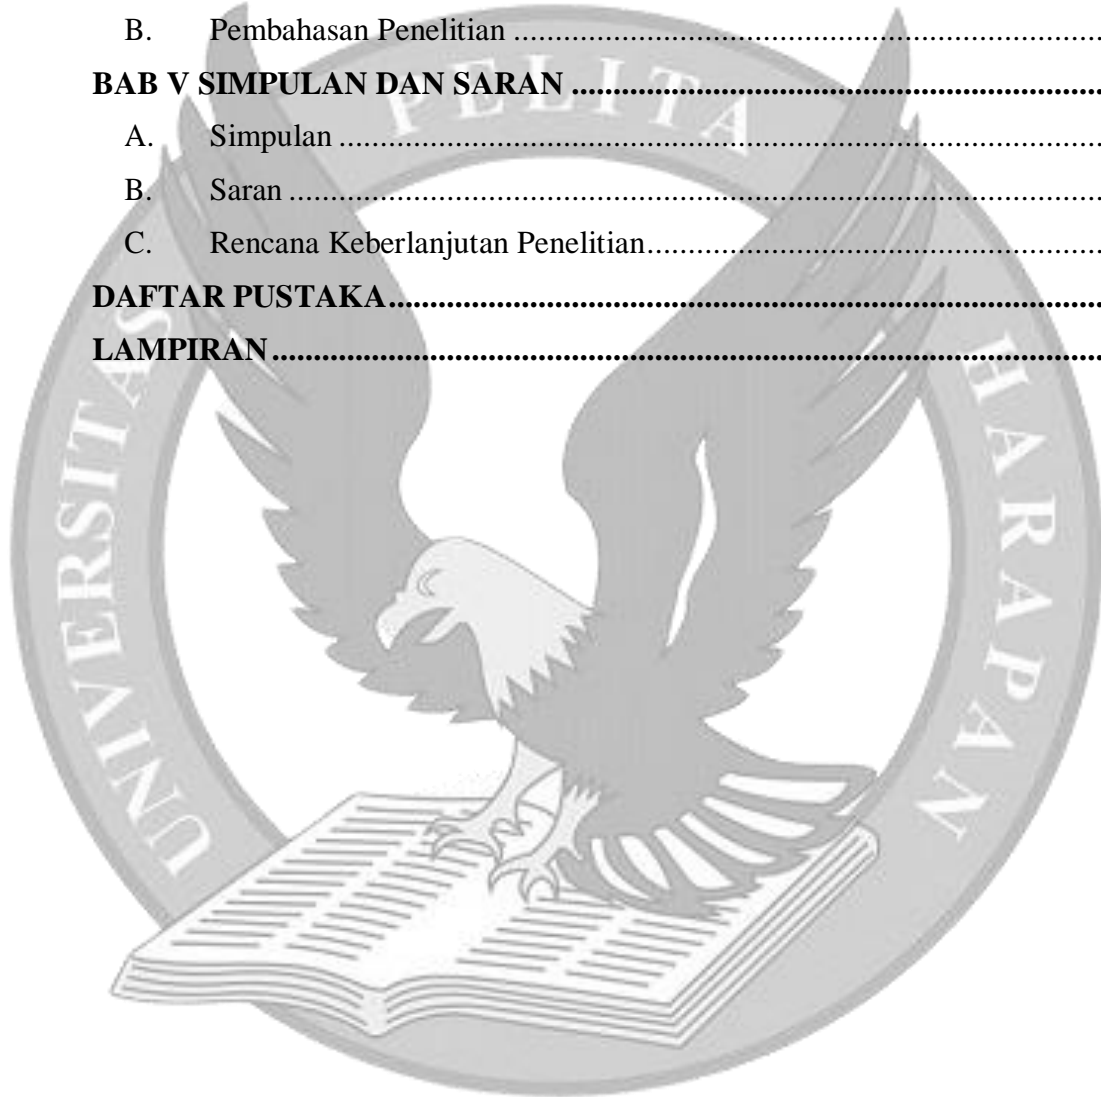 B. Pembahasan Penelitian ........................................................................
BAB V SIMPULAN DAN SARAN ................................................................
A. Simpulan .............................................................................................
B. Saran ...................................................................................................
C. Rencana Keberlanjutan Penelitian.......................................................
DAFTAR PUSTAKA......................................................................................
LAMPIRAN....................................................................................................
UNIVERSITAS PELITA HARAPAN